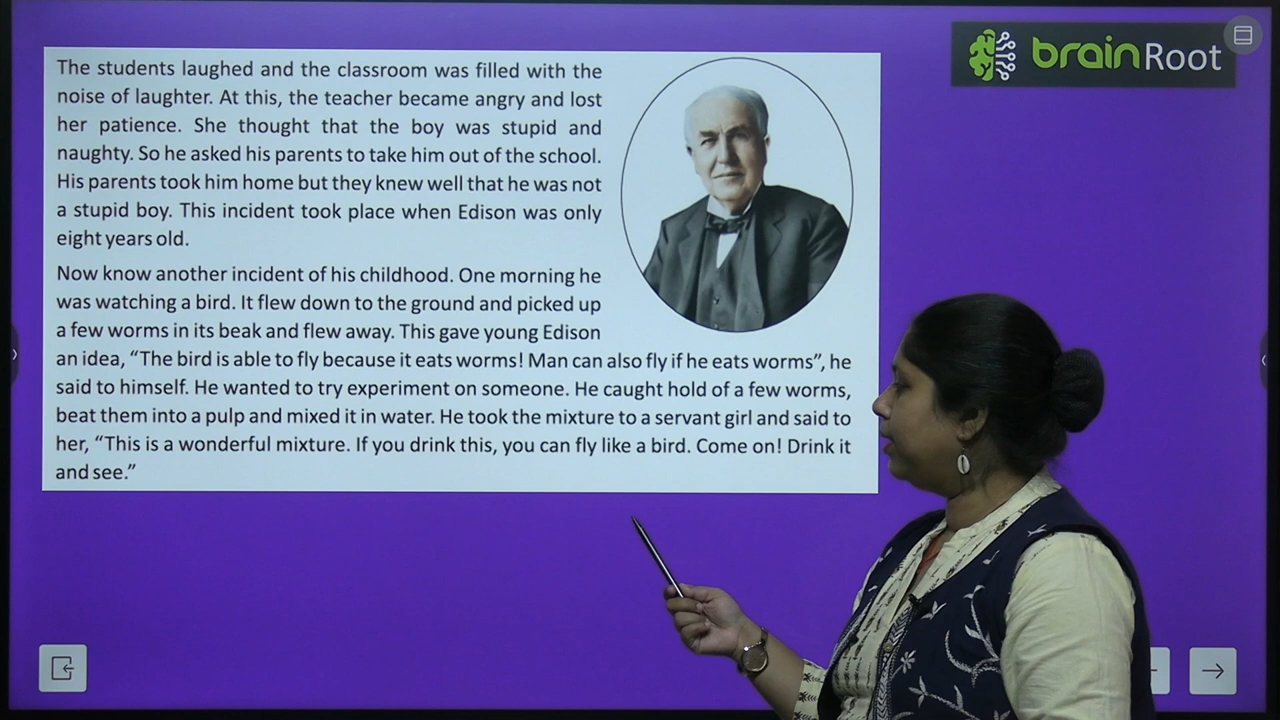 The students laughed and the classroom was filled with the
noise of laughter. At this, the teacher became angry and lost
her patience. She thought that the boy was stupid and
naughty. So he asked his parents to take him out of the school.
His parents took him home but they knew well that he was not
a stupid boy. This incident took place when Edison was only
eight years old.
Now know another incident of his childhood. One morning he
was watching a bird. It flew down to the ground and picked up
a few worms in its beak and flew away. This gave young Edison
an idea, “The bird is able to fly because it eats worms! Man can also fly if he eats worms”, he
said to himself. He wanted to try experiment on someone. He caught hold of a few worms,
beat them into a pulp and mixed it in water. He took the mixture to a servant girl and said to
her, “This is a wonderful mixture. If you drink this, you can fly like a bird. Come on! Drink it
and see.”
brainRoot